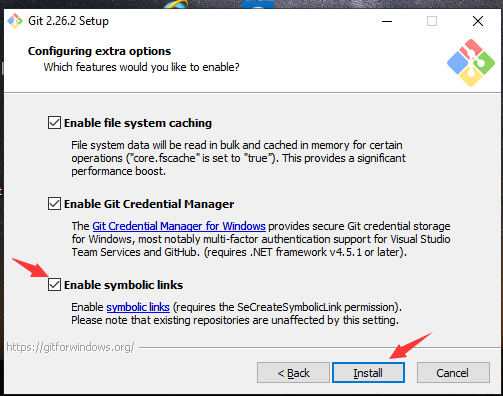 Git 2.26.2 Setup
Configuring extra options
Which features would you like to enable?
Enable file system caching
File system data will be read in bulk and cached in memory for certain
operations ("core.fscache" is set to "true"). This provides a significant
performance boost.
Enable Git Credential Manager
The Git Credential Manager for Windows provides secure Git credential storage
for Windows, most notably multi-factor authentication support for Visual Studio
Team Services and GitHub. (requires .NET framework v4.5.1 or later).
Enable symbolic links
Enable symbolic links (requires the SeCreateSymbolicLink permission).
Please note that existing repositories are unaffected by this setting.
https://gitforwindows.org/
< Back Install Cancel